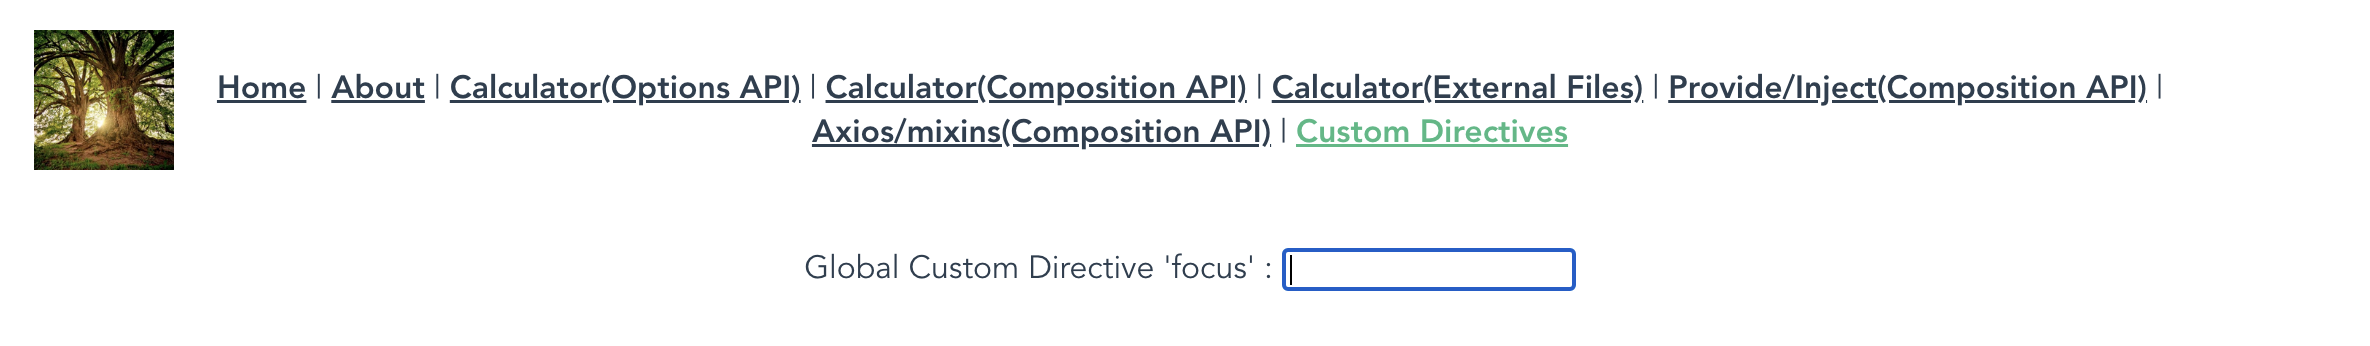 Home | About | Calculator(Options API) | Calculator(Composition API) | Calculator(External Files) | Provide/Inject(Composition API) |
Axios/mixins(Composition API) | Custom Directives
Global Custom Directive 'focus' :